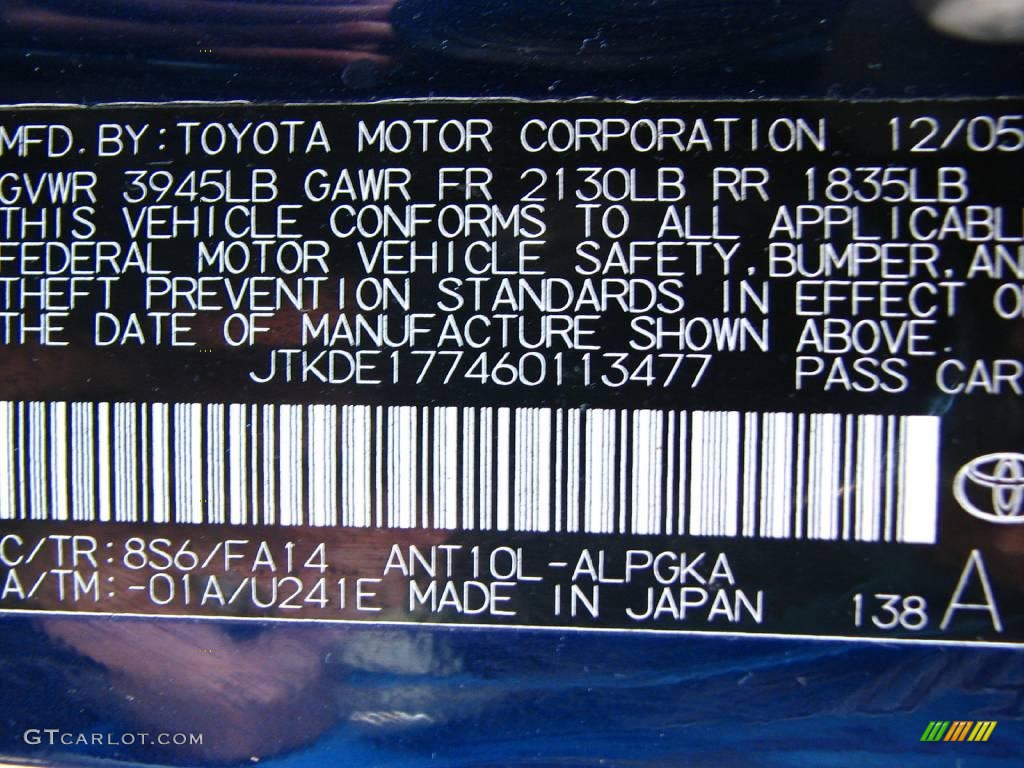 MFD. BY: TOYOTA MOTOR CORPORATION 12/05
GVWR 3945LB GAWR FR 2130LB RR 1835LB
THIS VEHICLE CONFORMS TO ALL APPLICABL
FEDERAL MOTOR VEHICLE SAFETY, BUMPER, AN
THEFT PREVENTION STANDARDS IN EFFECT O
THE DATE OF MANUFACTURE SHOWN ABOVE.
JTKDE177460113477 PASS CAR
C/TR: 8S6/FA14 ANT10L-ALPGKA
A/TM: -01A/U241E MADE IN JAPAN 138 A
GTCARLOT.COM